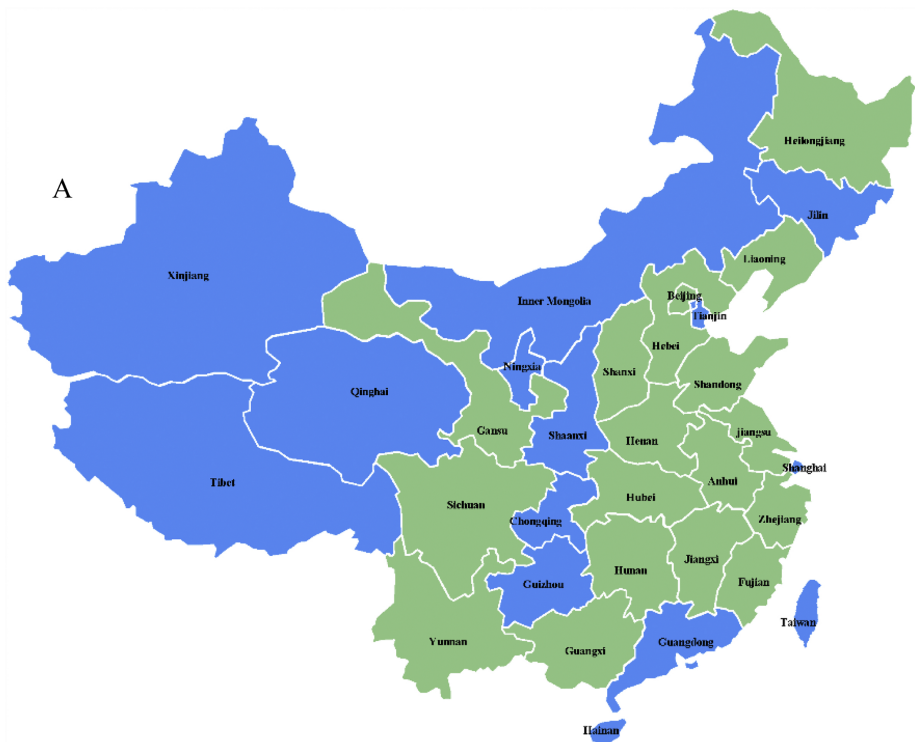 Heilongjiang
A
Jilin
Liaoning
Xinjiang
Beijing
Inner Mongolia
Tianjin
Hebei
Ningxia
Shanxi
Shandong
Qinghai
Gansu
Shaanxi
jiangsu
Henan
Shanghai
Tibet
Anhui
Sichuan
Hubei
Zhejiang
Chongqing
Jiangxi
Hunan
Fujian
Guizhou
Taiwan
Yunnan
Guangdong
Guangxi
Hainan